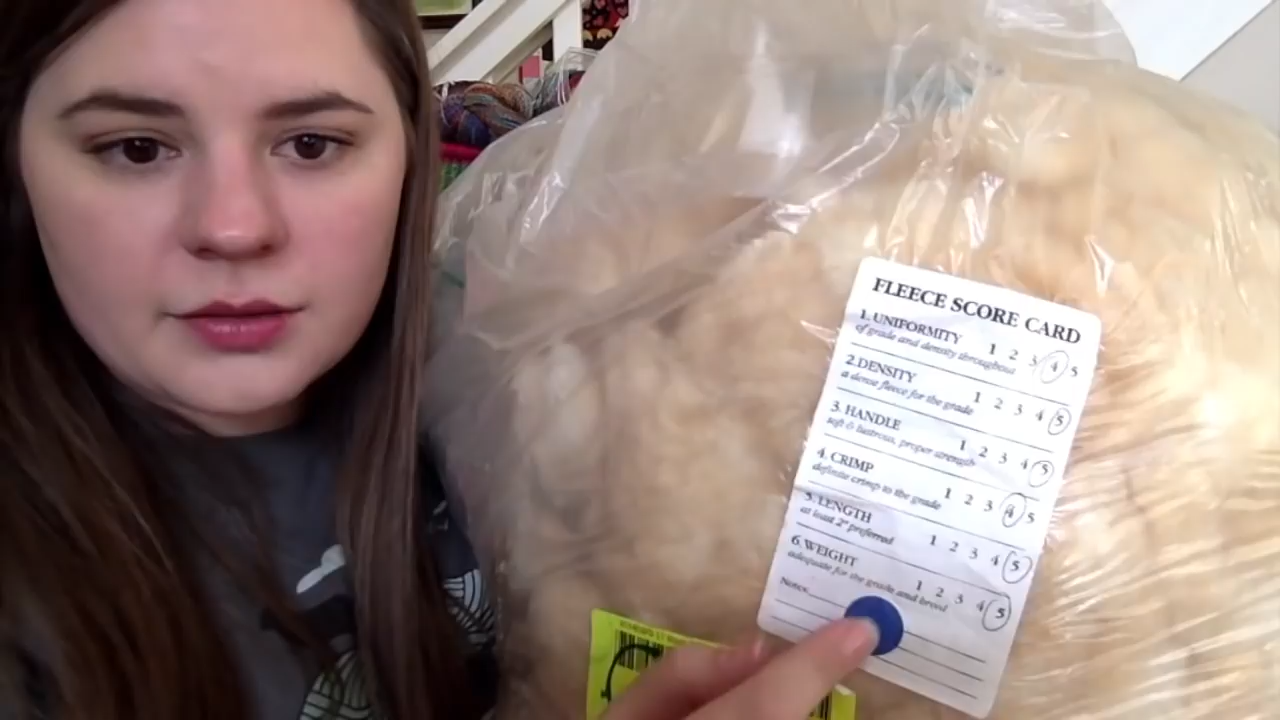 FLEECE SCORE CARD
1. UNIFORMITY 1 2 3 4 5
of grade and density throughout
2. DENSITY 1 2 3 4 5
a dense fleece for the grade
3. HANDLE 1 2 3 4 5
soft & lustrous, proper strength
4. CRIMP 1 2 3 4 5
definite crimp to the grade
5. LENGTH 1 2 3 4 5
at least 2" preferred
6. WEIGHT 1 2 3 4 5
adequate for the grade and breed
Notes